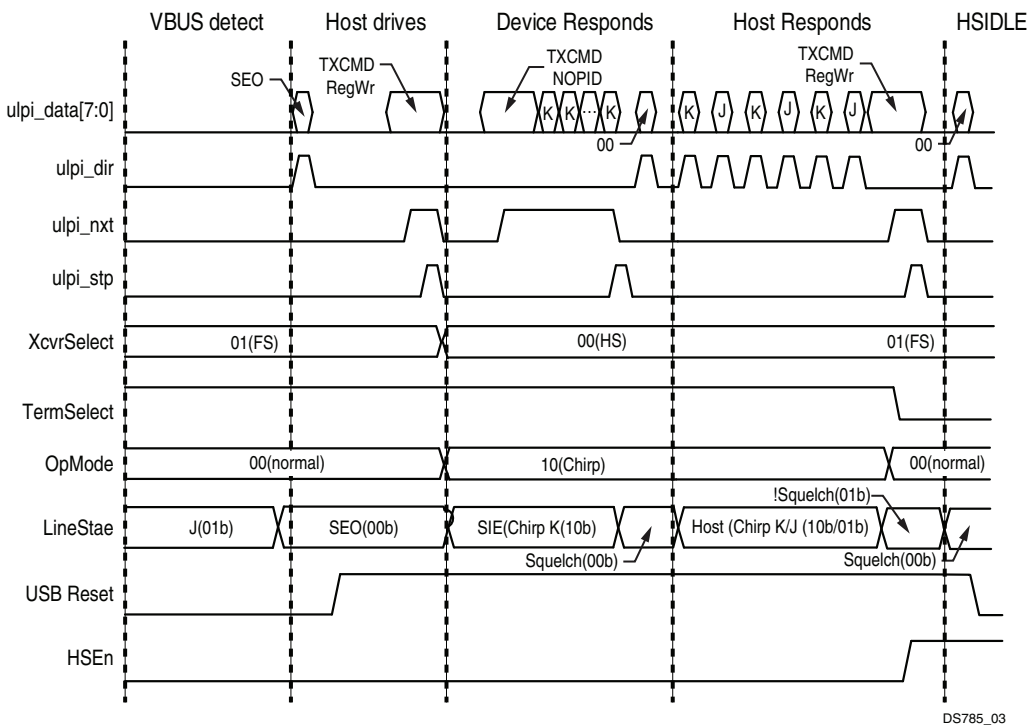 VBUS detect Host drives Device Responds Host Responds HSIDLE
SEO TXCMD RegWr TXCMD NOPID TXCMD RegWr
ulpi_data[7:0] K K ... K K J K J K J
00 00
ulpi_dir
ulpi_nxt
ulpi_stp
XcvrSelect 01(FS) 00(HS) 01(FS)
TermSelect
OpMode 00(normal) 10(Chirp) 00(normal)
!Squelch(01b)
LineStae J(01b) SEO(00b) SIE(Chirp K(10b) Host (Chirp K/J (10b/01b)
Squelch(00b) Squelch(00b)
USB Reset
HSEn
DS785_03